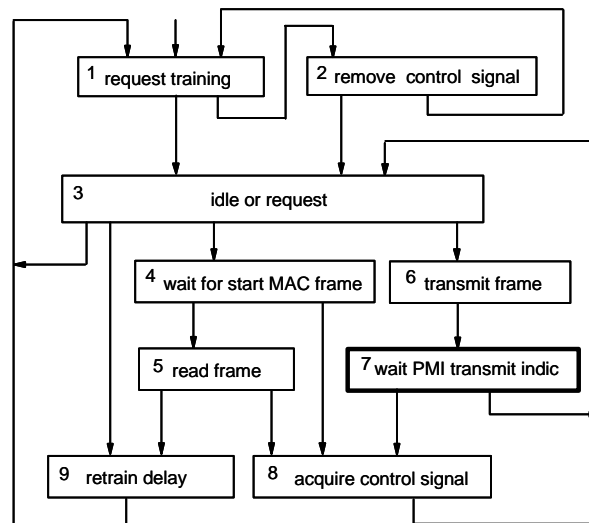 1 request training
2 remove control signal
3 idle or request
4 wait for start MAC frame
6 transmit frame
5 read frame
7 wait PMI transmit indic
9 retrain delay
8 acquire control signal